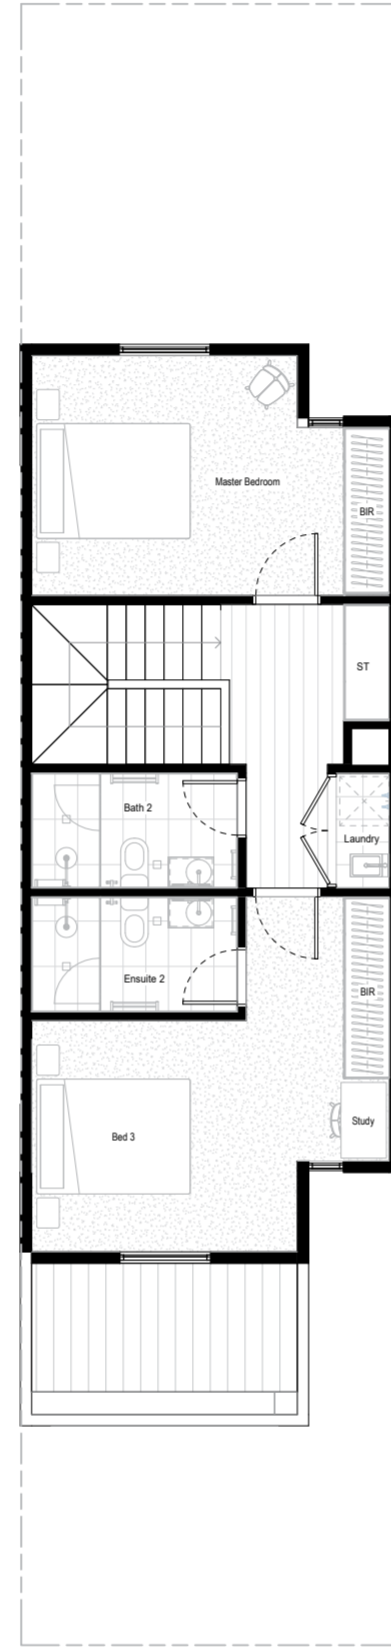 Master Bedroom
BIR
ST
Bath 2
Laundry
Ensuite 2
BIR
Study
Bed 3